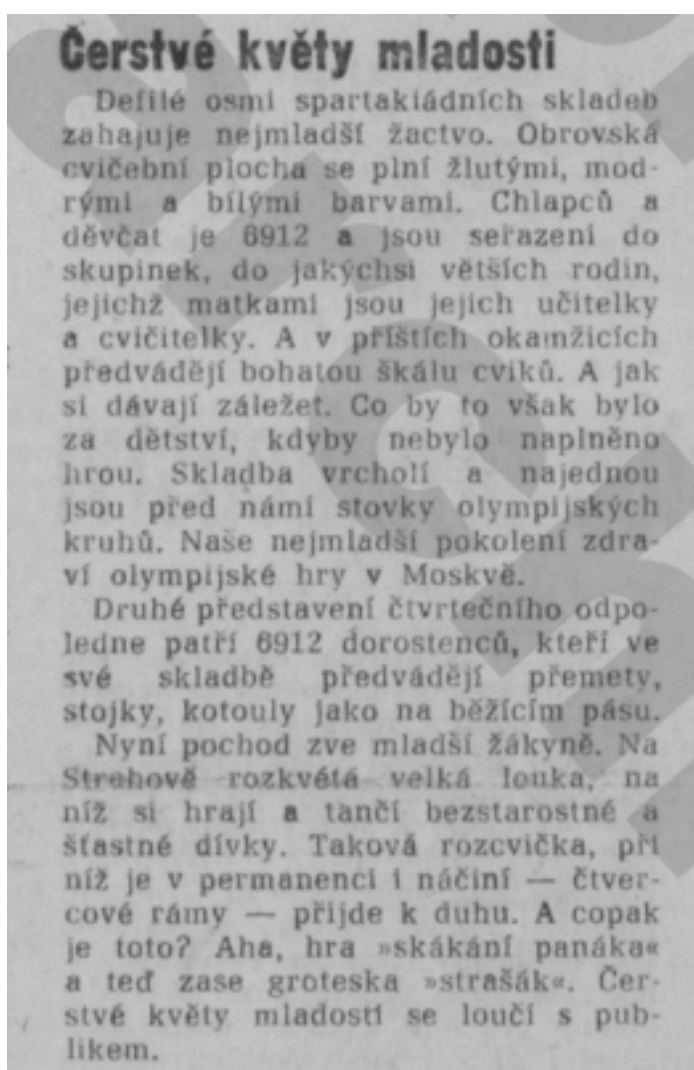 Čerstvé květy mladosti
Defilé osmi spartakiádních skladeb
zahajuje nejmladší žactvo. Obrovská
cvičební plocha se plní žlutými, mod-
rými a bílými barvami. Chlapců a
děvčat je 6912 a jsou seřazení do
skupinek, do jakýchsi větších rodin,
jejichž matkami jsou jejich učitelky
a cvičitelky. A v příštích okamžicích
předvádějí bohatou škálu cviků. A jak
si dávají záležet. Co by to však bylo
za dětství, kdyby nebylo naplněno
hrou. Skladba vrcholí a najednou
jsou před námi stovky olympijských
kruhů. Naše nejmladší pokolení zdra-
ví olympijské hry v Moskvě.
Druhé představení čtvrtečního odpo-
ledne patří 6912 dorostenců, kteří ve
své skladbě předvádějí přemety,
stojky, kotouly jako na běžícím pásu.
Nyní pochod zve mladší žákyně. Na
Strahově rozkvétá velká louka, na
níž si hrají a tančí bezstarostné a
šťastné dívky. Taková rozcvička, při
níž je v permanenci i náčiní — čtver-
cové rámy — přijde k duhu. A copak
je toto? Aha, hra »skákání panáka«
a teď zase groteska »strašák«. Čer-
stvé květy mladosti se loučí s pub-
likem.